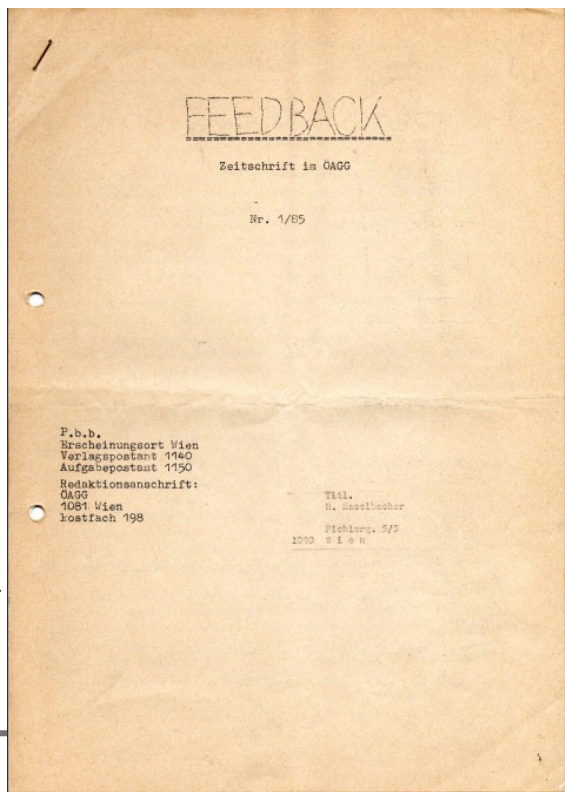 FEEDBACK
Zeitschrift im ÖAGG
Nr. 1/85
P.b.b.
Erscheinungsort Wien
Verlagspostamt 1140
Aufgabepostamt 1150
Redaktionsanschrift:
ÖAGG
1081 Wien
Postfach 198
Titl.
H. Haselbacher
Pichlerg. 5/5
1090 W i e n